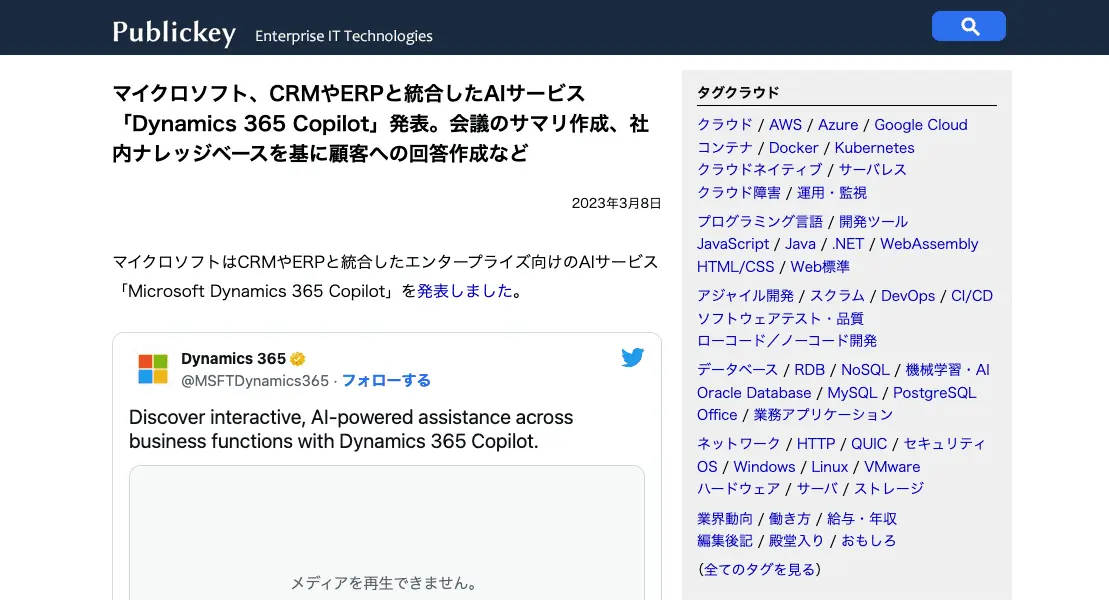 Publickey Enterprise IT Technologies
マイクロソフト、CRMやERPと統合したAIサービス
「Dynamics 365 Copilot」発表。会議のサマリ作成、社
内ナレッジベースを基に顧客への回答作成など
2023年3月8日
マイクロソフトはCRMやERPと統合したエンタープライズ向けのAIサービス
「Microsoft Dynamics 365 Copilot」を発表しました。
Dynamics 365
@MSFTDynamics365 · フォローする
Discover interactive, AI-powered assistance across
business functions with Dynamics 365 Copilot.
メディアを再生できません。
タグクラウド
クラウド / AWS / Azure / Google Cloud
コンテナ / Docker / Kubernetes
クラウドネイティブ / サーバレス
クラウド障害 / 運用・監視
プログラミング言語 / 開発ツール
JavaScript / Java / .NET / WebAssembly
HTML/CSS / Web標準
アジャイル開発 / スクラム / DevOps / CI/CD
ソフトウェアテスト・品質
ローコード／ノーコード開発
データベース / RDB / NoSQL / 機械学習・AI
Oracle Database / MySQL / PostgreSQL
Office / 業務アプリケーション
ネットワーク / HTTP / QUIC / セキュリティ
OS / Windows / Linux / VMware
ハードウェア / サーバ / ストレージ
業界動向 / 働き方 / 給与・年収
編集後記 / 殿堂入り / おもしろ
(全てのタグを見る)